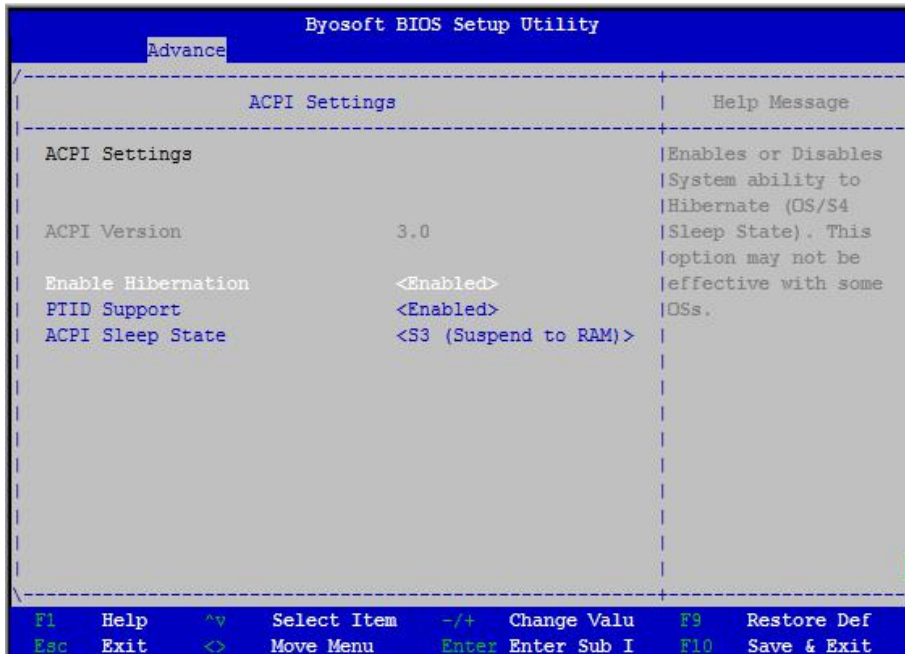 Byosoft BIOS Setup Utility
Advance
ACPI Settings
Help Message
ACPI Settings
ACPI Version 3.0
Enable Hibernation <Enabled>
PTID Support <Enabled>
ACPI Sleep State <S3 (Suspend to RAM)>
Enables or Disables
System ability to
Hibernate (OS/S4
Sleep State). This
option may not be
effective with some
OSs.
F1 Help ^v Select Item -/+ Change Valu F9 Restore Def
Esc Exit <> Move Menu Enter Enter Sub I F10 Save & Exit